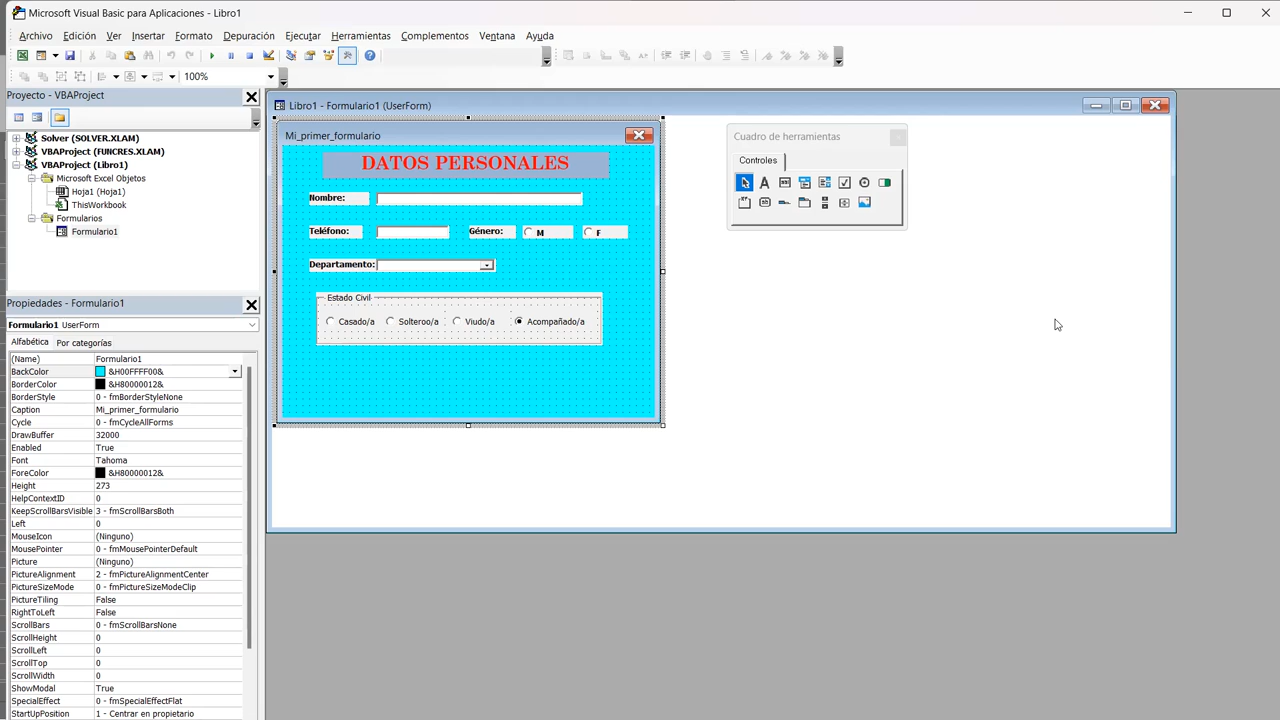 Microsoft Visual Basic para Aplicaciones - Libro1
Archivo Edición Ver Insertar Formato Depuración Ejecutar Herramientas Complementos Ventana Ayuda
100%
Proyecto - VBAProject
Solver (SOLVER.XLAM)
VBAProject (FUNCRES.XLAM)
VBAProject (Libro1)
Microsoft Excel Objetos
Hoja1 (Hoja1)
ThisWorkbook
Formularios
Formulario1
Propiedades - Formulario1
Formulario1 UserForm
Alfabética Por categorías
(Name) Formulario1
BackColor &H00FFFF00&
BorderColor &H80000012&
BorderStyle 0 - fmBorderStyleNone
Caption Mi_primer_formulario
Cycle 0 - fmCycleAllForms
DrawBuffer 32000
Enabled True
Font Tahoma
ForeColor &H80000012&
Height 273
HelpContextID 0
KeepScrollBarsVisible 3 - fmScrollBarsBoth
Left 0
MouseIcon (Ninguno)
MousePointer 0 - fmMousePointerDefault
Picture (Ninguno)
PictureAlignment 2 - fmPictureAlignmentCenter
PictureSizeMode 0 - fmPictureSizeModeClip
PictureTiling False
RightToLeft False
ScrollBars 0 - fmScrollBarsNone
ScrollHeight 0
ScrollLeft 0
ScrollTop 0
ScrollWidth 0
ShowModal True
SpecialEffect 0 - fmSpecialEffectFlat
StartUpPosition 1 - Centrar en propietario
Libro1 - Formulario1 (UserForm)
Mi_primer_formulario
DATOS PERSONALES
Nombre:
Teléfono: Género: M F
Departamento:
Estado Civil
Casado/a Solteroo/a Viudo/a Acompañado/a
Cuadro de herramientas
Controles